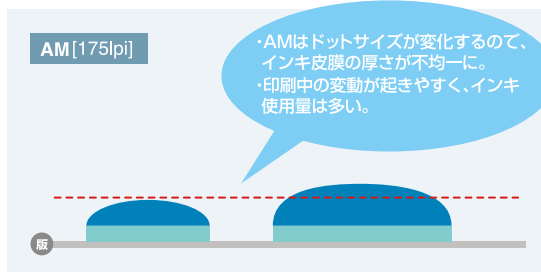 AM[175lpi]
・AMはドットサイズが変化するので、
インキ皮膜の厚さが不均一に。
・印刷中の変動が起きやすく、インキ
使用量は多い。
版